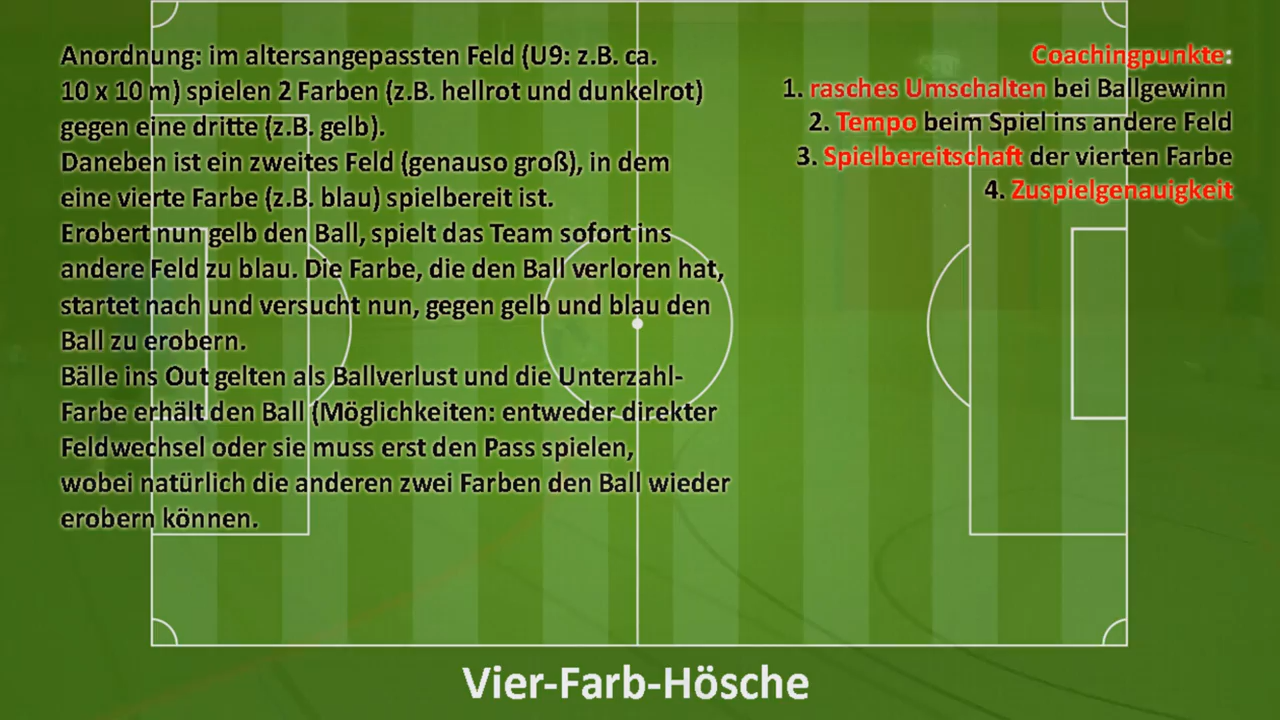 Anordnung: im altersangepassten Feld (U9: z.B. ca.
10 x 10 m) spielen 2 Farben (z.B. hellrot und dunkelrot)
gegen eine dritte (z.B. gelb).
Daneben ist ein zweites Feld (genauso groß), in dem
eine vierte Farbe (z.B. blau) spielbereit ist.
Erobert nun gelb den Ball, spielt das Team sofort ins
andere Feld zu blau. Die Farbe, die den Ball verloren hat,
startet nach und versucht nun, gegen gelb und blau den
Ball zu erobern.
Bälle ins Out gelten als Ballverlust und die Unterzahl-
Farbe erhält den Ball (Möglichkeiten: entweder direkter
Feldwechsel oder sie muss erst den Pass spielen,
wobei natürlich die anderen zwei Farben den Ball wieder
erobern können.
Coachingpunkte:
1. rasches Umschalten bei Ballgewinn
2. Tempo beim Spiel ins andere Feld
3. Spielbereitschaft der vierten Farbe
4. Zuspielgenauigkeit
Vier-Farb-Hösche